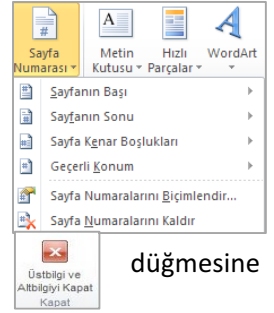 Sayfa Numarası
Metin Kutusu
Hızlı Parçalar
WordArt
Sayfanın Başı
Sayfanın Sonu
Sayfa Kenar Boşlukları
Geçerli Konum
Sayfa Numaralarını Biçimlendir...
Sayfa Numaralarını Kaldır
Üstbilgi ve
Altbilgiyi Kapat
Kapat
düğmesine